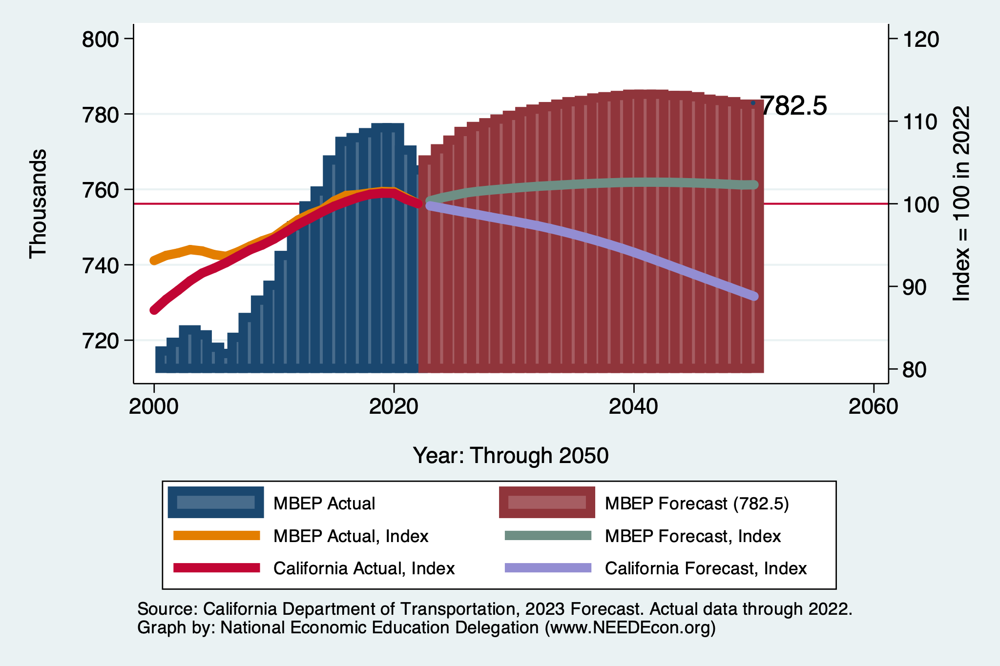 800
780
760
740
720
Thousands
120
110
100
90
80
Index = 100 in 2022
782.5
2000 2020 2040 2060
Year: Through 2050
MBEP Actual MBEP Forecast (782.5)
MBEP Actual, Index MBEP Forecast, Index
California Actual, Index California Forecast, Index
Source: California Department of Transportation, 2023 Forecast. Actual data through 2022.
Graph by: National Economic Education Delegation (www.NEEDEcon.org)